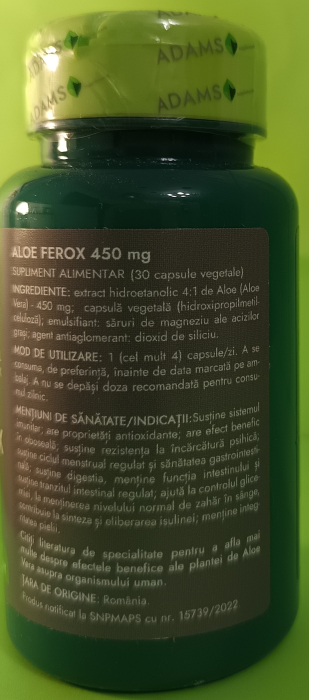 ADAMS
ADAMS
ADAMS
ADAMS
ALOE FEROX 450 mg
SUPLIMENT ALIMENTAR (30 capsule vegetale)
INGREDIENTE: extract hidroetanolic 4:1 de Aloe (Aloe
Vera) - 450 mg; capsulă vegetală (hidroxipropilmetil-
celuloză); emulsifiant: săruri de magneziu ale acizilor
grași; agent antiaglomerant: dioxid de siliciu.
MOD DE UTILIZARE: 1 (cel mult 4) capsule/zi. A se
consuma, de preferință, înainte de data marcată pe am-
balaj. A nu se depăși doza recomandată pentru consu-
mul zilnic.
MENȚIUNI DE SĂNĂTATE/INDICAȚII: Susține sistemul
imunitar, are proprietăți antioxidante; are efect benefic
în oboseală, susține rezistența la încărcătură psihică;
susține ciclul menstrual regulat și sănătatea gastrointesti-
nală, susține digestia, menține funcția intestinului și
susține tranzitul intestinal regulat; ajută la controlul glice-
miei, la menținerea nivelului normal de zahăr în sânge,
contribuie la sinteza și eliberarea insulinei; menține integ-
ritatea pielii.
Citiți literatura de specialitate pentru a afla mai
multe despre efectele benefice ale plantei de Aloe
Vera asupra organismului uman.
ȚARA DE ORIGINE: România
Produs notificat la SNPMAPS cu nr. 15739/2022